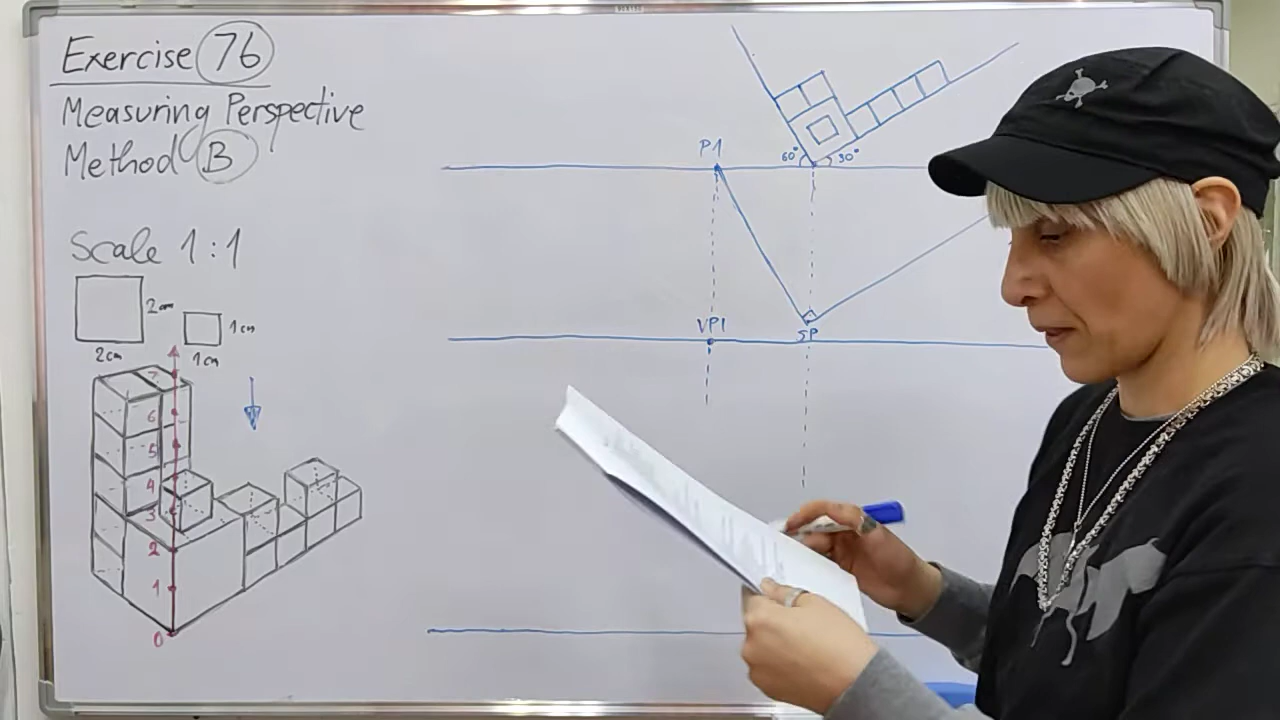 Exercise 76
Measuring Perspective
Method B
Scale 1:1
2cm
1cm
2cm
1cm
7
6
5
4
3
2
1
0
P1
60°
30°
VP1
SP